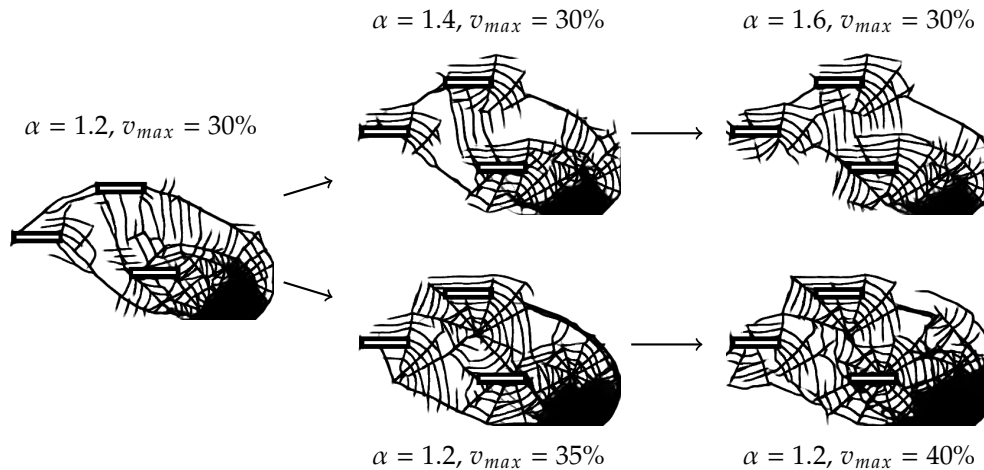 α = 1.4, v_max = 30%
α = 1.6, v_max = 30%
α = 1.2, v_max = 30%
α = 1.2, v_max = 35%
α = 1.2, v_max = 40%